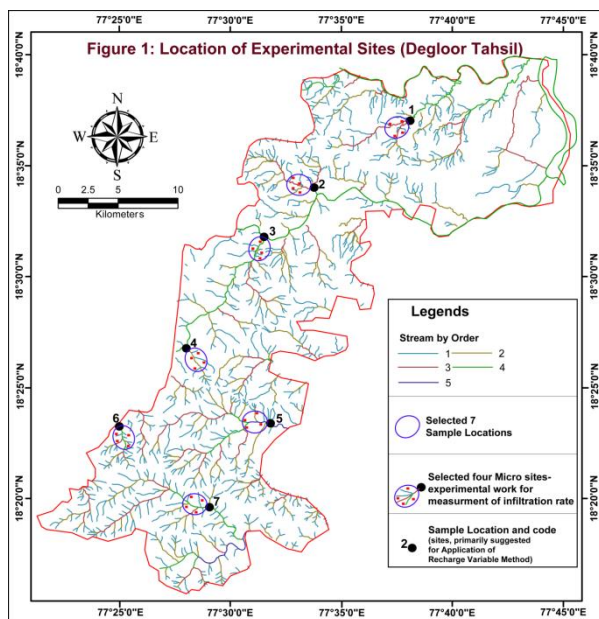 77°25'0"E 77°30'0"E 77°35'0"E 77°40'0"E 77°45'0"E
Figure 1: Location of Experimental Sites (Degloor Tahsil)
18°40'0"N
18°40'0"N
N
W E
S
0 2.5 5 10
Kilometers
1
18°35'0"N
18°35'0"N
2
3
18°30'0"N
18°30'0"N
4
18°25'0"N
18°25'0"N
5
6
18°0'0"N
18°0'0"N
7
Legends
Stream by Order
1 2
3 4
5
Selected 7
Sample Locations
Selected four Micro sites-
experimental work for
measurment of infiltration rate
2
Sample Location and code
(sites, primarily suggested
for Application of
Recharge Variable Method)
77°25'0"E 77°30'0"E 77°35'0"E 77°40'0"E 77°45'0"E